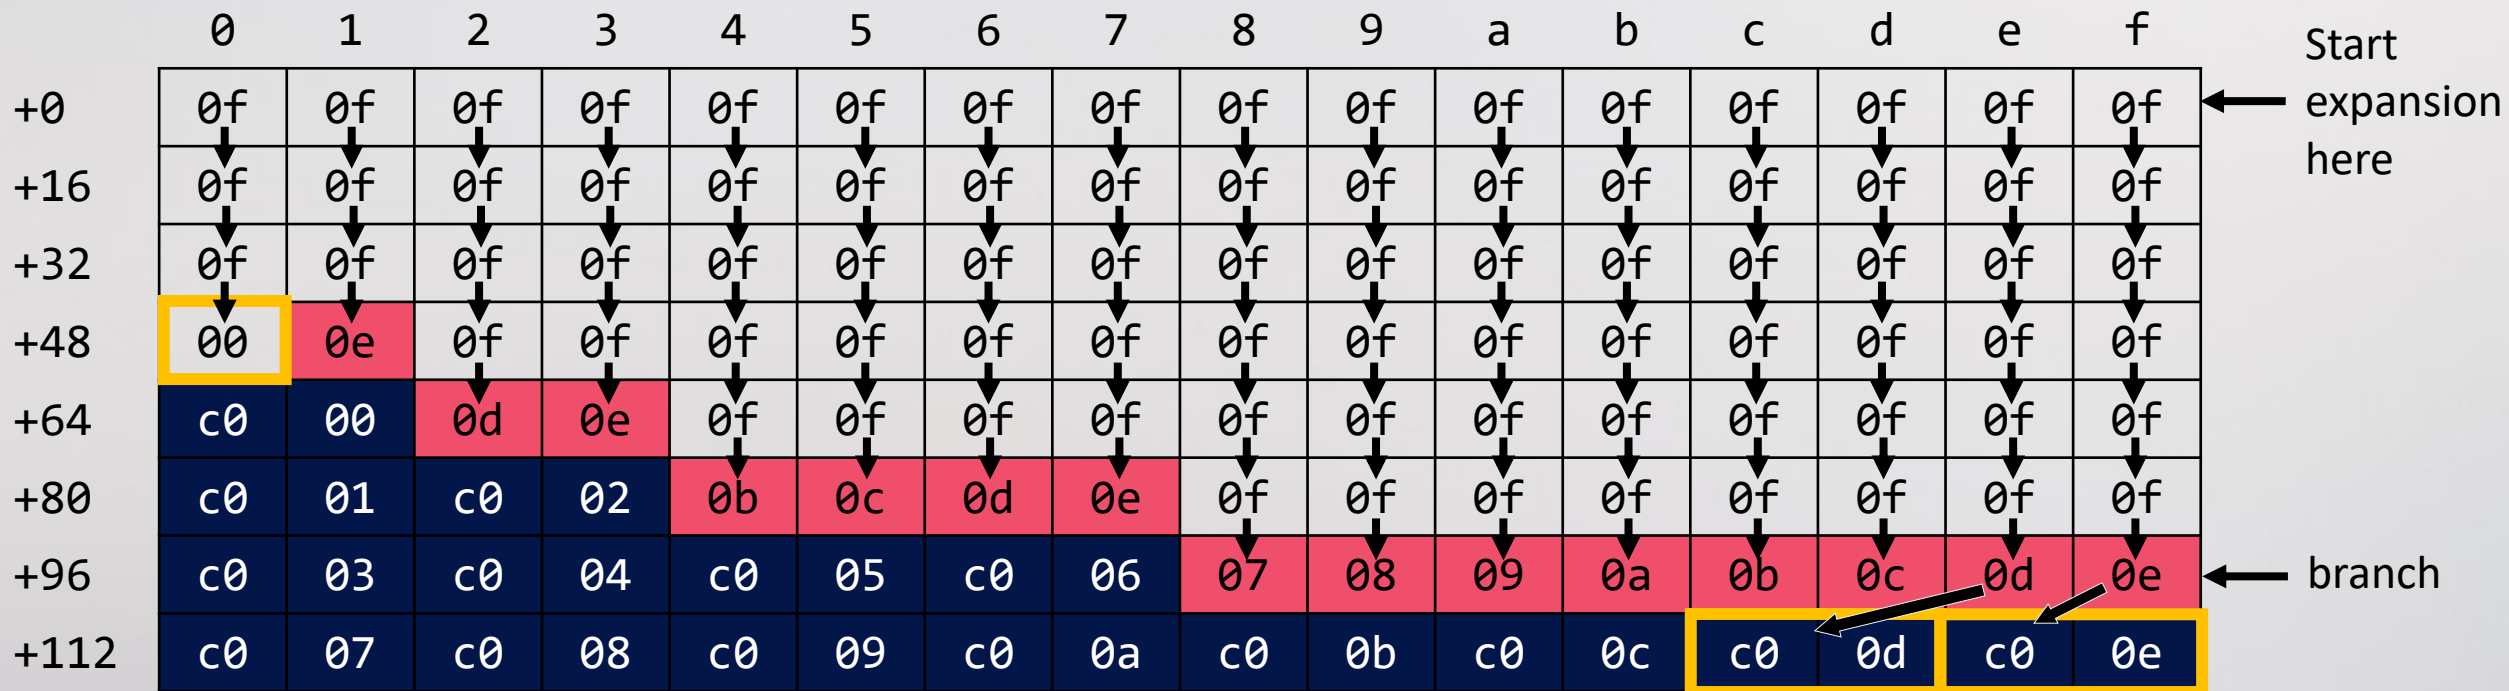 0 1 2 3 4 5 6 7 8 9 a b c d e f
Start
expansion
here
+0 0f 0f 0f 0f 0f 0f 0f 0f 0f 0f 0f 0f 0f 0f 0f 0f
+16 0f 0f 0f 0f 0f 0f 0f 0f 0f 0f 0f 0f 0f 0f 0f 0f
+32 0f 0f 0f 0f 0f 0f 0f 0f 0f 0f 0f 0f 0f 0f 0f 0f
+48 00 0e 0f 0f 0f 0f 0f 0f 0f 0f 0f 0f 0f 0f 0f 0f
+64 c0 00 0d 0e 0f 0f 0f 0f 0f 0f 0f 0f 0f 0f 0f 0f
+80 c0 01 c0 02 0b 0c 0d 0e 0f 0f 0f 0f 0f 0f 0f 0f
+96 c0 03 c0 04 c0 05 c0 06 07 08 09 0a 0b 0c 0d 0e branch
+112 c0 07 c0 08 c0 09 c0 0a c0 0b c0 0c c0 0d c0 0e